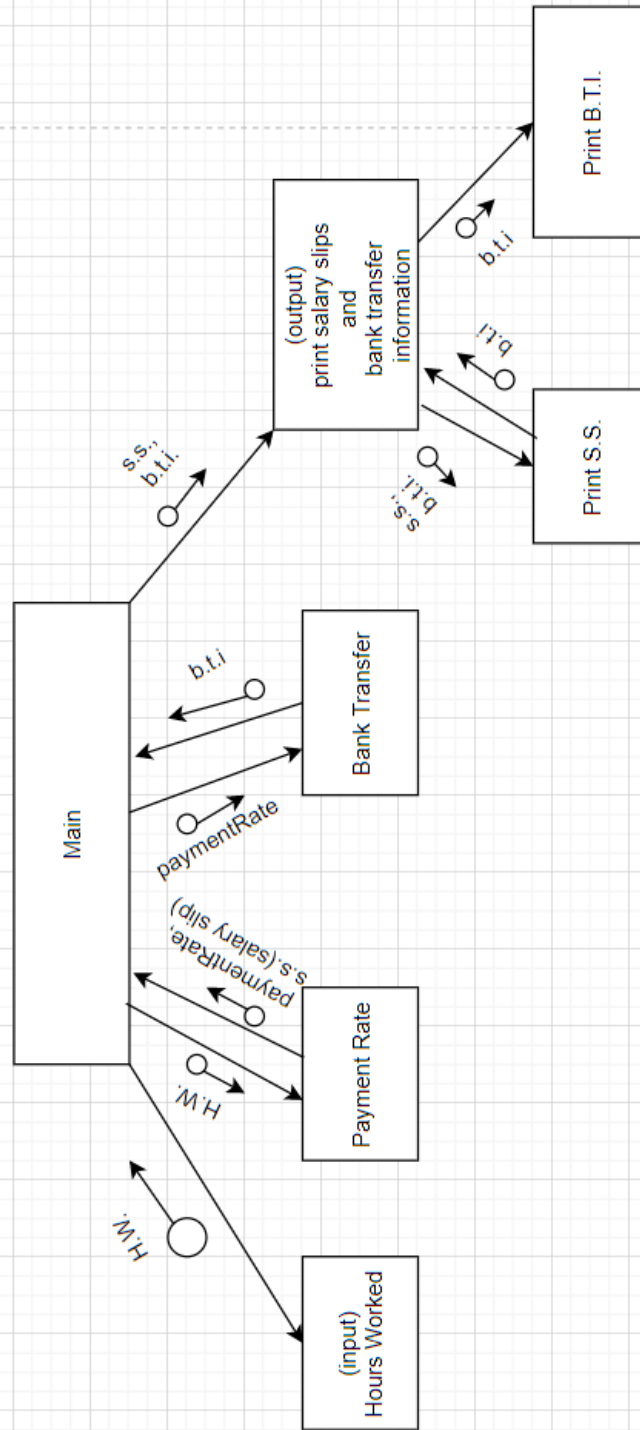 Main
H.W.
H.W.
paymentRate,
s.s.(salary slip)
paymentRate
b.t.i
s.s.,
b.t.i.
(input)
Hours Worked
Payment Rate
Bank Transfer
(output)
print salary slips
and
bank transfer
information
s.s.,
b.t.i.
b.t.i
b.t.i
Print S.S.
Print B.T.I.